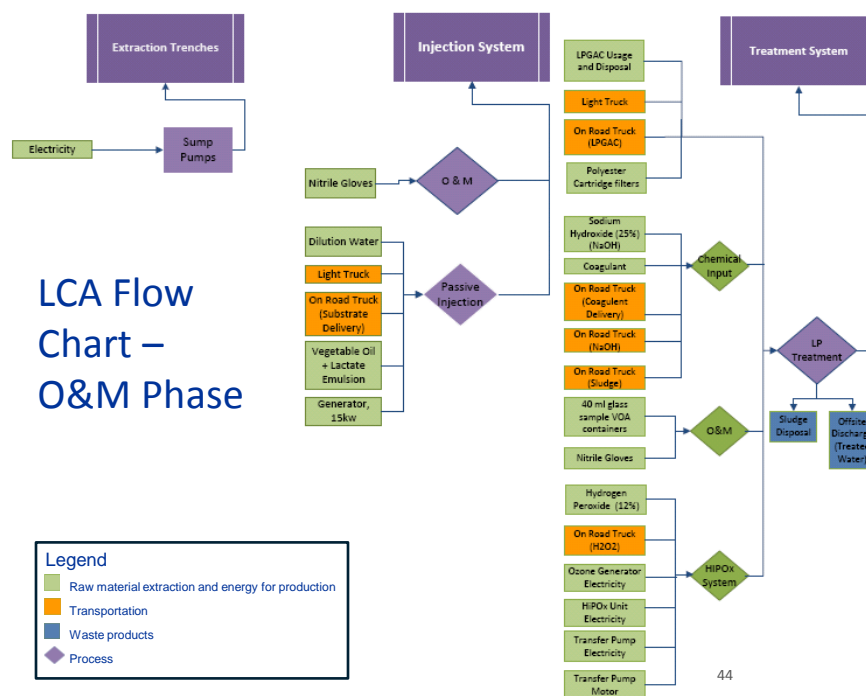 Extraction Trenches
Electricity
Sump
Pumps
LCA Flow
Chart –
O&M Phase
Legend
Raw material extraction and energy for production
Transportation
Waste products
Process
Injection System
Nitrile Gloves
O & M
Dilution Water
Light Truck
On Road Truck
(Substrate
Delivery)
Vegetable Oil
+ Lactate
Emulsion
Generator,
15kw
Passive
Injection
LPGAC Usage
and Disposal
Light Truck
On Road Truck
(LPGAC)
Polyester
Cartridge filters
Sodium
Hydroxide (25%)
(NaOH)
Coagulant
On Road Truck
(Coagulent
Delivery)
On Road Truck
(NaOH)
On Road Truck
(Sludge)
Chemical
Input
40 ml glass
sample VOA
containers
Nitrile Gloves
O&M
Hydrogen
Peroxide (12%)
On Road Truck
(H2O2)
Ozone Generator
Electricity
HiPOx Unit
Electricity
Transfer Pump
Electricity
Transfer Pump
Motor
HIPOx
System
Treatment System
LP
Treatment
Sludge
Disposal
Offsite
Discharge
(Treated
Water)
44